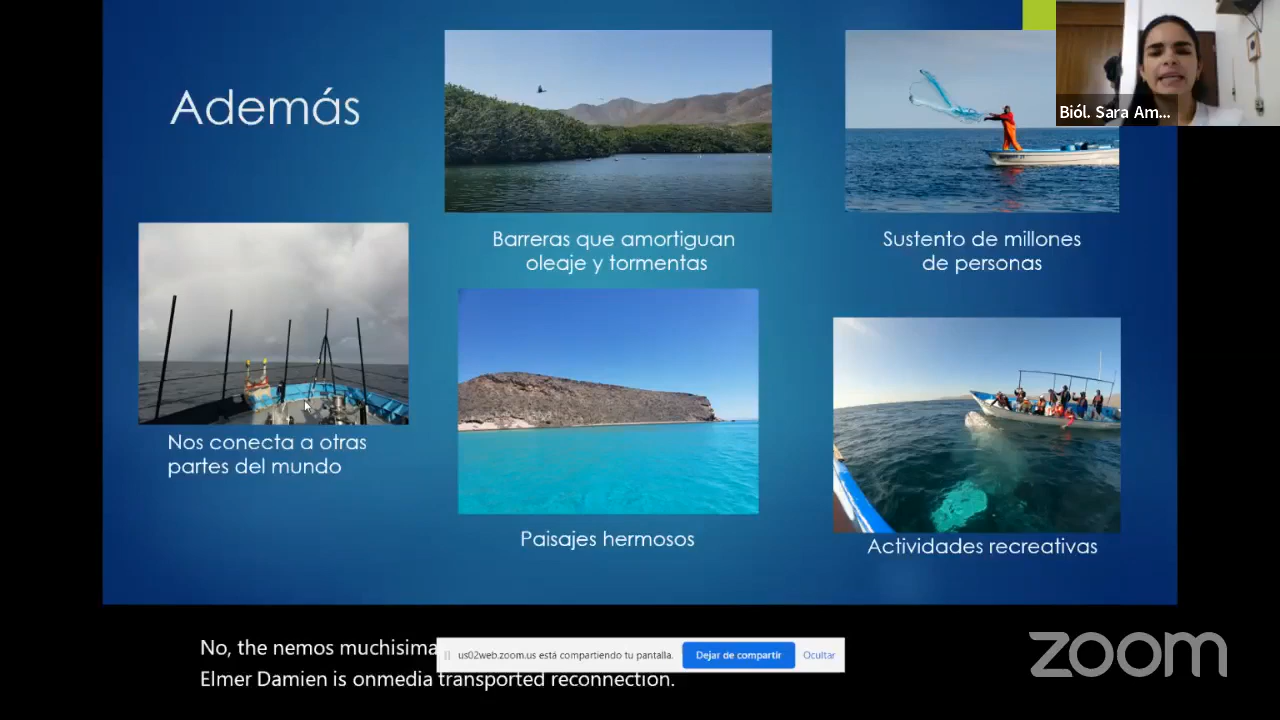 Además
Biól. Sara Am...
Barreras que amortiguan
oleaje y tormentas
Sustento de millones
de personas
Nos conecta a otras
partes del mundo
Paisajes hermosos
Actividades recreativas
No, the nemos muchisima
us02web.zoom.us está compartiendo tu pantalla.
Dejar de compartir
Ocultar
Elmer Damien is onmedia transported reconnection.
zoom